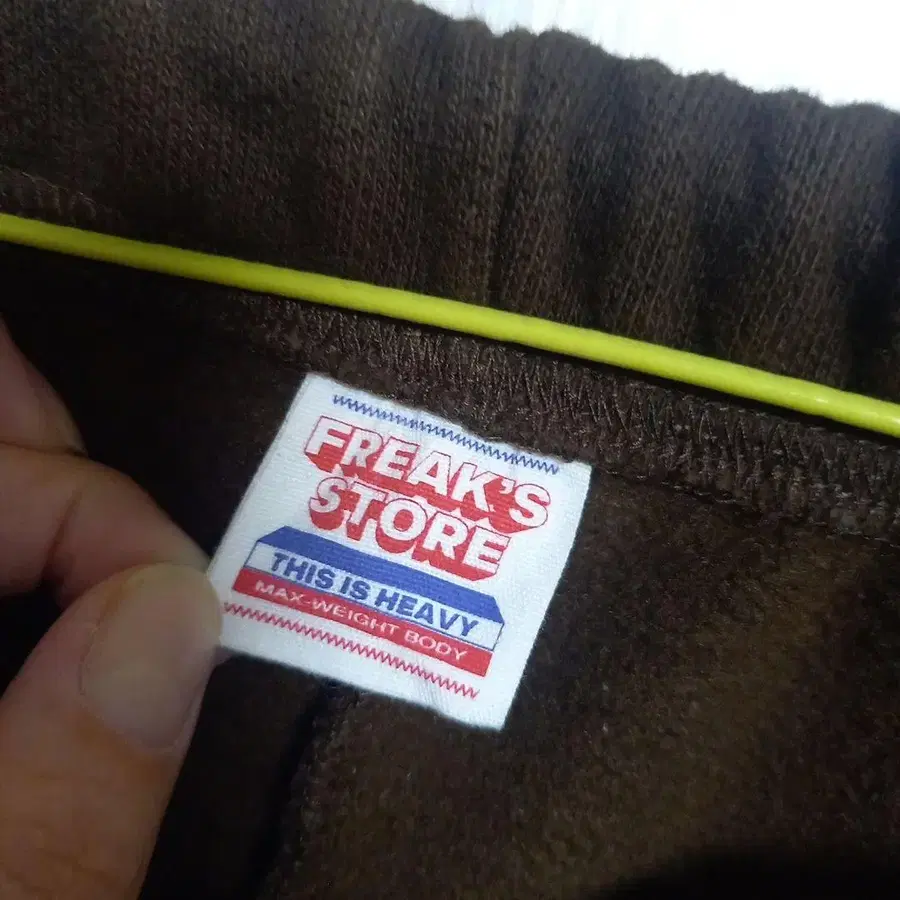 FREAK'S
STORE
THIS IS HEAVY
MAX-WEIGHT BODY